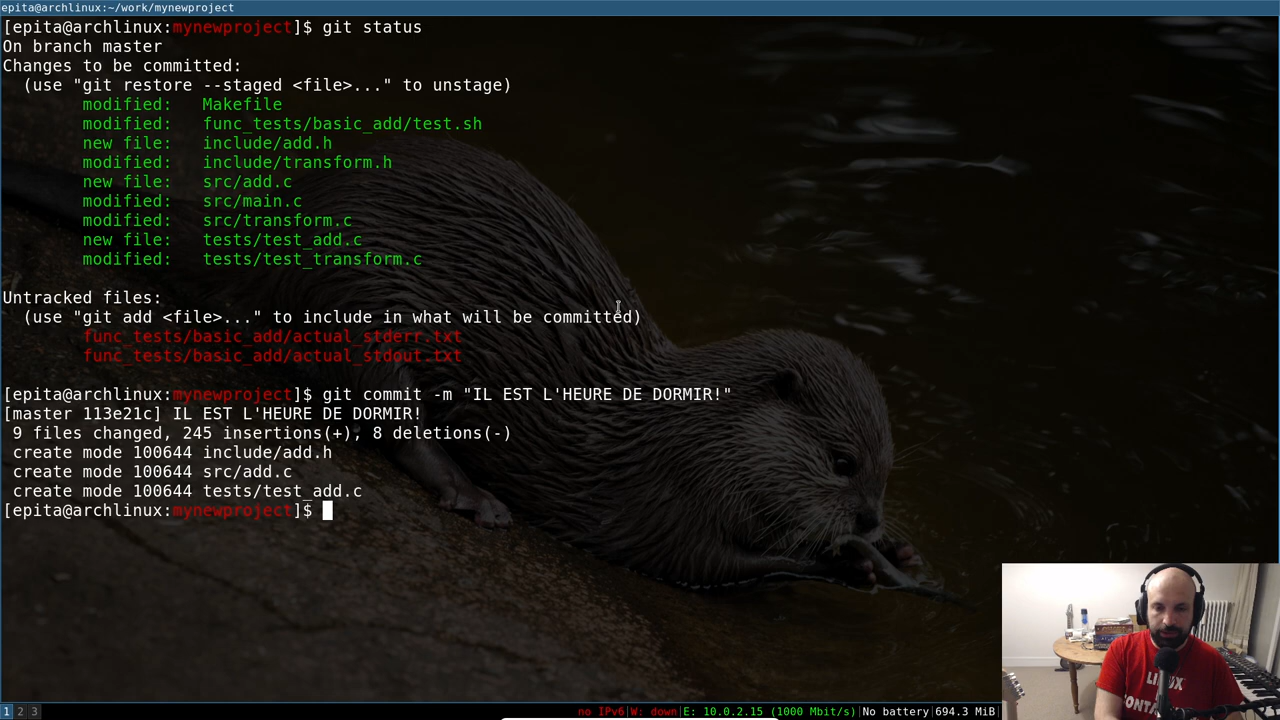 epita@archlinux:~/work/mynewproject
[epita@archlinux:mynewproject]$ git status
On branch master
Changes to be committed:
  (use "git restore --staged <file>..." to unstage)
        modified:   Makefile
        modified:   func_tests/basic_add/test.sh
        new file:   include/add.h
        modified:   include/transform.h
        new file:   src/add.c
        modified:   src/main.c
        modified:   src/transform.c
        new file:   tests/test_add.c
        modified:   tests/test_transform.c
Untracked files:
  (use "git add <file>..." to include in what will be committed)
        func_tests/basic_add/actual_stderr.txt
        func_tests/basic_add/actual_stdout.txt
[epita@archlinux:mynewproject]$ git commit -m "IL EST L'HEURE DE DORMIR!"
[master 113e21c] IL EST L'HEURE DE DORMIR!
 9 files changed, 245 insertions(+), 8 deletions(-)
 create mode 100644 include/add.h
 create mode 100644 src/add.c
 create mode 100644 tests/test_add.c
[epita@archlinux:mynewproject]$
LINUX
1 2 3
no IPv6|W: down|E: 10.0.2.15 (1000 Mbit/s)|No battery|694.3 MiB